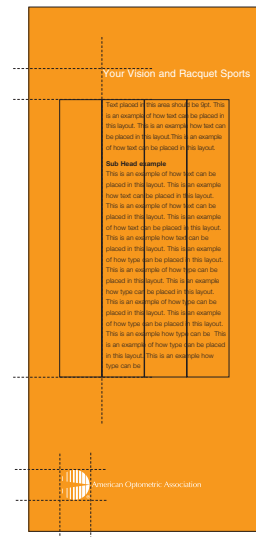 Your Vision and Racquet Sports
Text placed in this area should be 9pt. This
is an example of how text can be placed in
this layout. This is an example how text can
be placed in this layout.This is an example
of how text can be placed in this layout.
Sub Head example
This is an example of how text can be
placed in this layout. This is an example
how text can be placed in this layout.
This is an example of how text can be
placed in this layout. This is an example
of how text can be placed in this layout.
This is an example how text can be
placed in this layout. This is an example
of how type can be placed in this layout.
This is an example of how type can be
placed in this layout. This is an example
how type can be placed in this layout.
This is an example of how type can be
placed in this layout. This is an example
of how type can be placed in this layout.
This is an example how type can be This
is an example of how type can be placed
in this layout. This is an example how
type can be
American Optometric Association